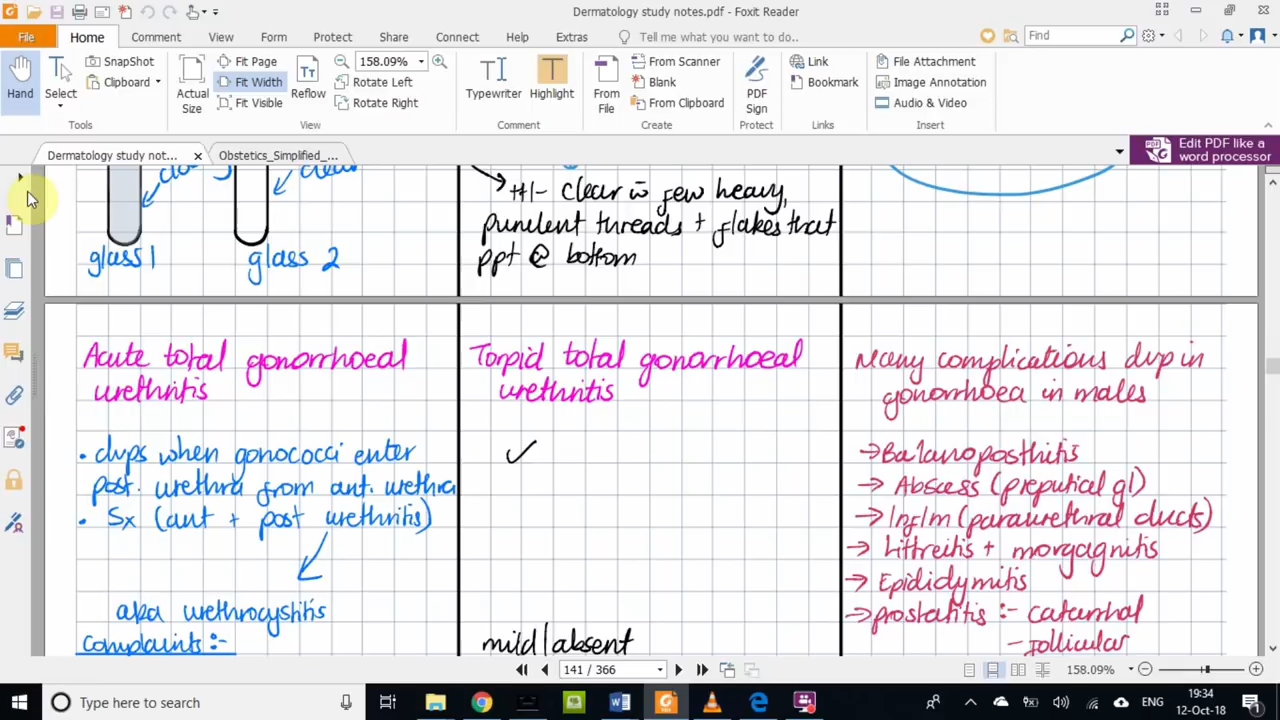 Dermatology study notes.pdf - Foxit Reader
File Home Comment View Form Protect Share Connect Help Extras Tell me what you want to do.. Find
Hand
Select
SnapShot
Clipboard
Tools
Actual Size
Fit Page
Fit Width
Fit Visible
Reflow
158.09%
Rotate Left
Rotate Right
View
Typewriter
Highlight
Comment
From File
From Scanner
Blank
From Clipboard
Create
PDF Sign
Protect
Link
Bookmark
Links
File Attachment
Image Annotation
Audio & Video
Insert
Dermatology study not...
Obstetics_Simplified_...
Edit PDF like a
word processor
glass 1
glass 2
+/- clear in few heavy,
purulent threads + flakes that
ppt @ bottom
Acute total gonorrhoeal
urethritis
• dvps when gonococci enter
post. urethra from ant. urethra
• Sx (ant + post urethritis)
aka urethrocystitis
complaints :-
Torpid total gonorrhoeal
urethritis
✓
mild/absent
Many complications dvp in
gonorrhoea in males
→ Balanoposthitis
→ Abscess (preputial gl)
→ Inflm (paraurethral ducts)
→ Littreitis + morgagnitis
→ Epididymitis
→ prostatitis :- catarrhal
- follicular
141 / 366
158.09%
Type here to search
ENG
19:34
12-Oct-18